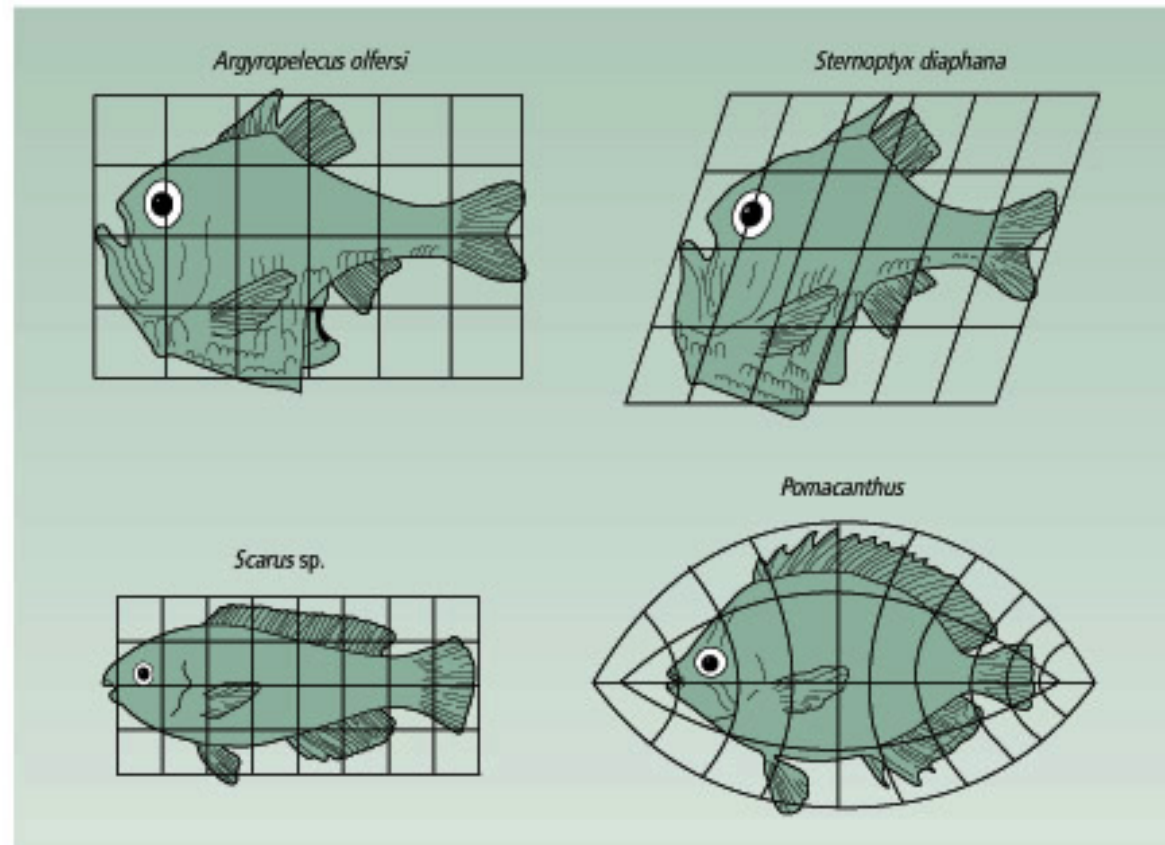 Argyropelecus olfersi
Sternoptyx diaphana
Pomacanthus
Scarus sp.